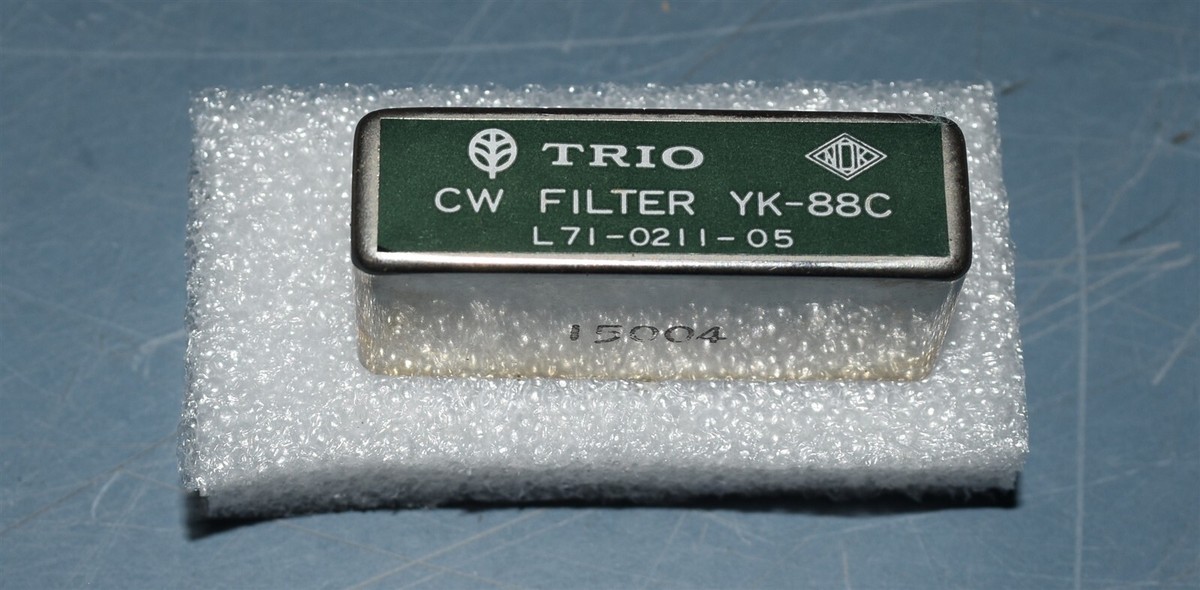 TRIO NDK
CW FILTER YK-88C
L71-0211-05
15004